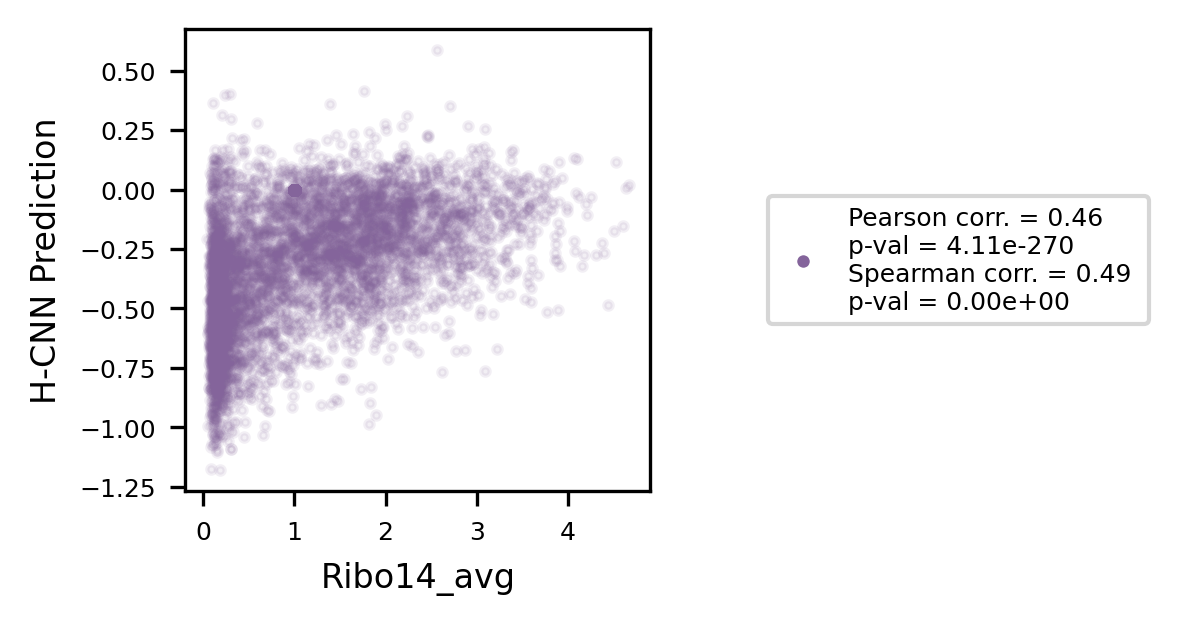 H-CNN Prediction
0.50
0.25
0.00
−0.25
−0.50
−0.75
−1.00
−1.25
0 1 2 3 4
Ribo14_avg
Pearson corr. = 0.46
p-val = 4.11e-270
Spearman corr. = 0.49
p-val = 0.00e+00